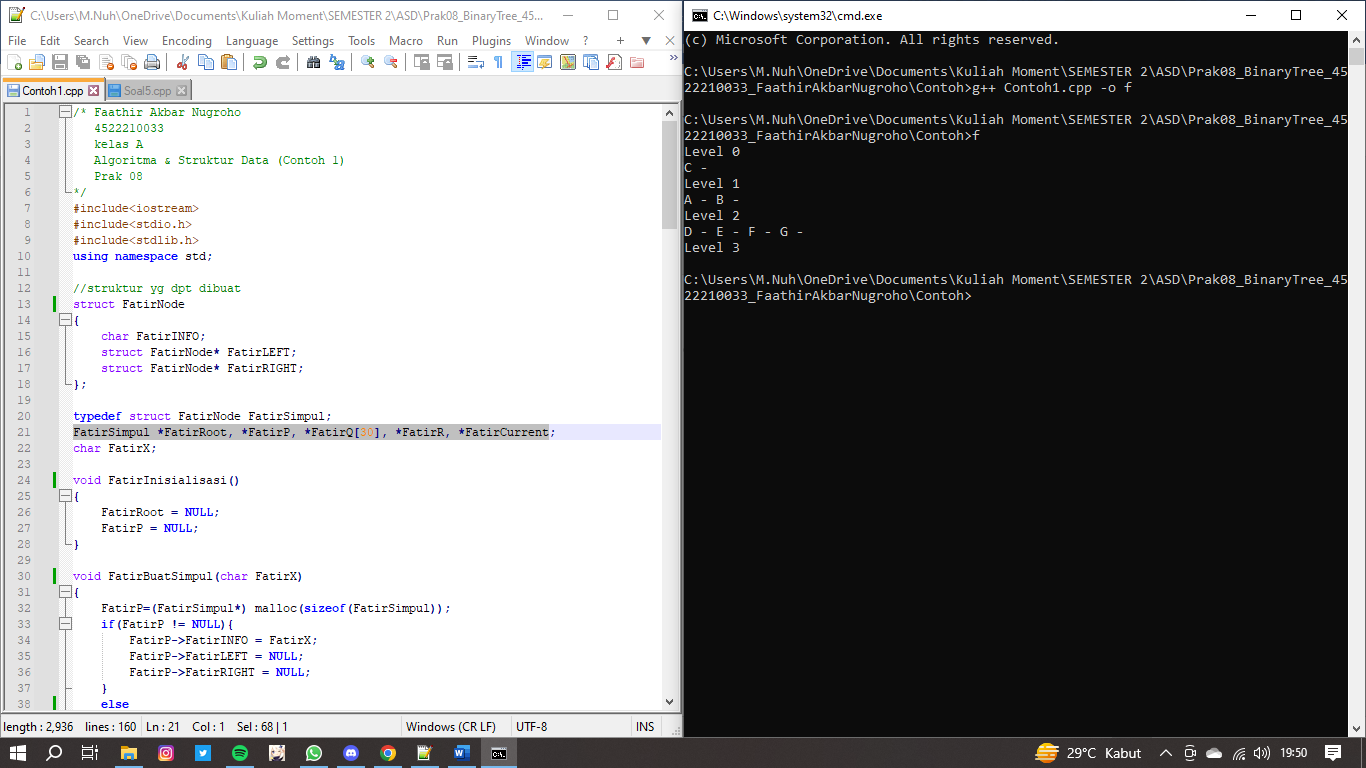 C:\Users\M.Nuh\OneDrive\Documents\Kuliah Moment\SEMESTER 2\ASD\Prak08_BinaryTree_45...
File Edit Search View Encoding Language Settings Tools Macro Run Plugins Window ? + ▼ X
Contoh1.cpp Soal5.cpp
1 /* Faathir Akbar Nugroho
2 4522210033
3 kelas A
4 Algoritma & Struktur Data (Contoh 1)
5 Prak 08
6 */
7 #include<iostream>
8 #include<stdio.h>
9 #include<stdlib.h>
10 using namespace std;
11
12 //struktur yg dpt dibuat
13 struct FatirNode
14 {
15 char FatirINFO;
16 struct FatirNode* FatirLEFT;
17 struct FatirNode* FatirRIGHT;
18 };
19
20 typedef struct FatirNode FatirSimpul;
21 FatirSimpul *FatirRoot, *FatirP, *FatirQ[30], *FatirR, *FatirCurrent;
22 char FatirX;
23
24 void FatirInisialisasi()
25 {
26 FatirRoot = NULL;
27 FatirP = NULL;
28 }
29
30 void FatirBuatSimpul(char FatirX)
31 {
32 FatirP=(FatirSimpul*) malloc(sizeof(FatirSimpul));
33 if(FatirP != NULL){
34 FatirP->FatirINFO = FatirX;
35 FatirP->FatirLEFT = NULL;
36 FatirP->FatirRIGHT = NULL;
37 }
38 else
length : 2,936 lines : 160 Ln : 21 Col : 1 Sel : 68 | 1 Windows (CR LF) UTF-8 INS
C:\Windows\system32\cmd.exe
(c) Microsoft Corporation. All rights reserved.
C:\Users\M.Nuh\OneDrive\Documents\Kuliah Moment\SEMESTER 2\ASD\Prak08_BinaryTree_45
22210033_FaathirAkbarNugroho\Contoh>g++ Contoh1.cpp -o f
C:\Users\M.Nuh\OneDrive\Documents\Kuliah Moment\SEMESTER 2\ASD\Prak08_BinaryTree_45
22210033_FaathirAkbarNugroho\Contoh>f
Level 0
C -
Level 1
A - B -
Level 2
D - E - F - G -
Level 3
C:\Users\M.Nuh\OneDrive\Documents\Kuliah Moment\SEMESTER 2\ASD\Prak08_BinaryTree_45
22210033_FaathirAkbarNugroho\Contoh>
29°C Kabut 19:50